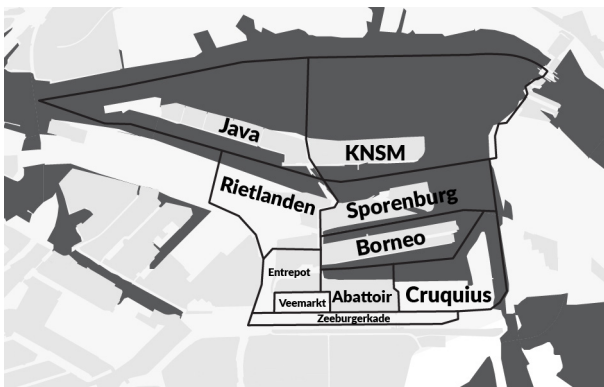 Java
KNSM
Rietlanden
Sporenburg
Borneo
Entrepot
Veemarkt
Abattoir
Cruquius
Zeeburgerkade